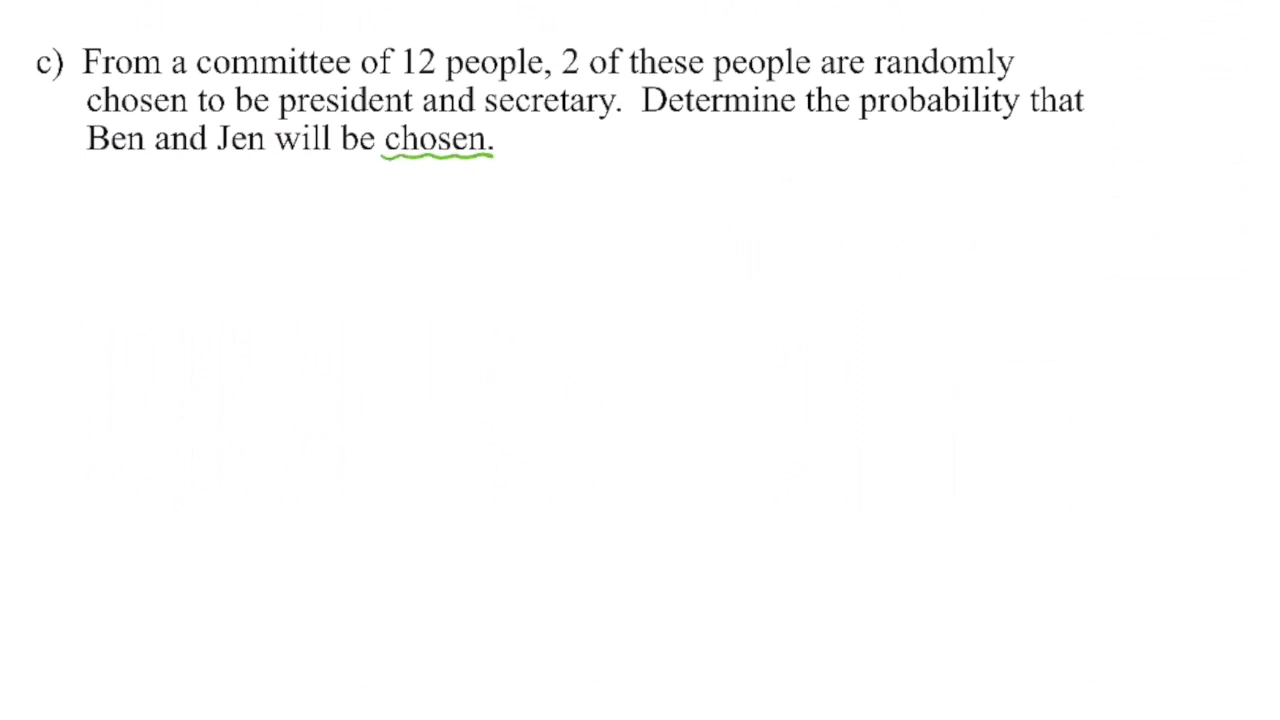 c) From a committee of 12 people, 2 of these people are randomly
chosen to be president and secretary. Determine the probability that
Ben and Jen will be chosen.